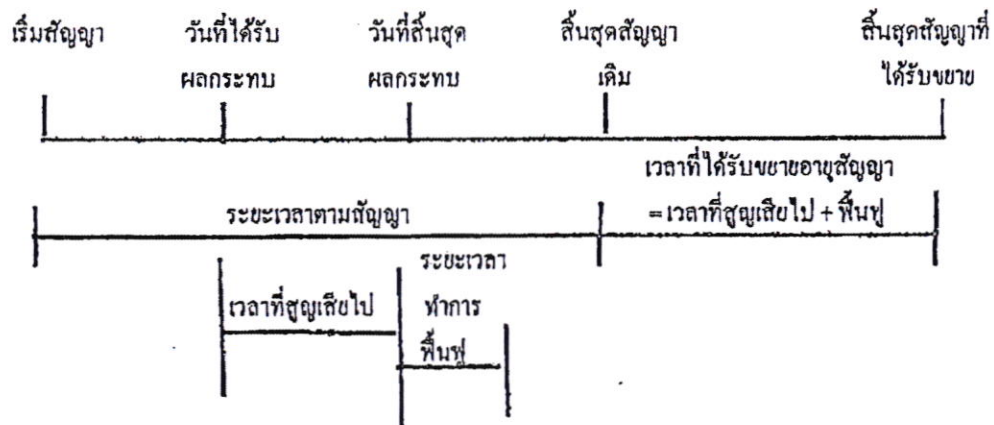 เริ่มสัญญา วันที่ได้รับ วันที่สิ้นสุด สิ้นสุดสัญญา สิ้นสุดสัญญาที่
ผลกระทบ ผลกระทบ เดิม ได้รับขยาย
เวลาที่ได้รับขยายอายุสัญญา
ระยะเวลาตามสัญญา = เวลาที่สูญเสียไป + ฟื้นฟู
ระยะเวลา
เวลาที่สูญเสียไป ทำการ
ฟื้นฟู